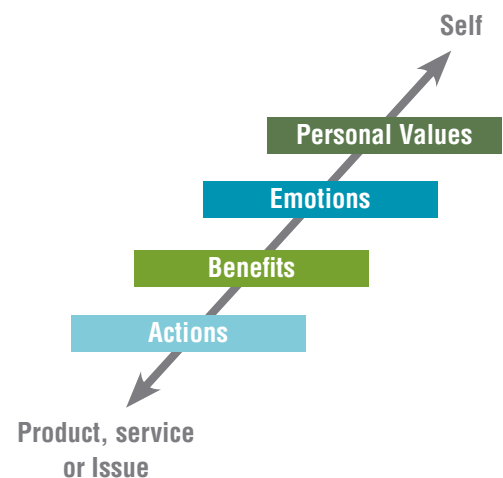 Self
Personal Values
Emotions
Benefits
Actions
Product, service
or Issue